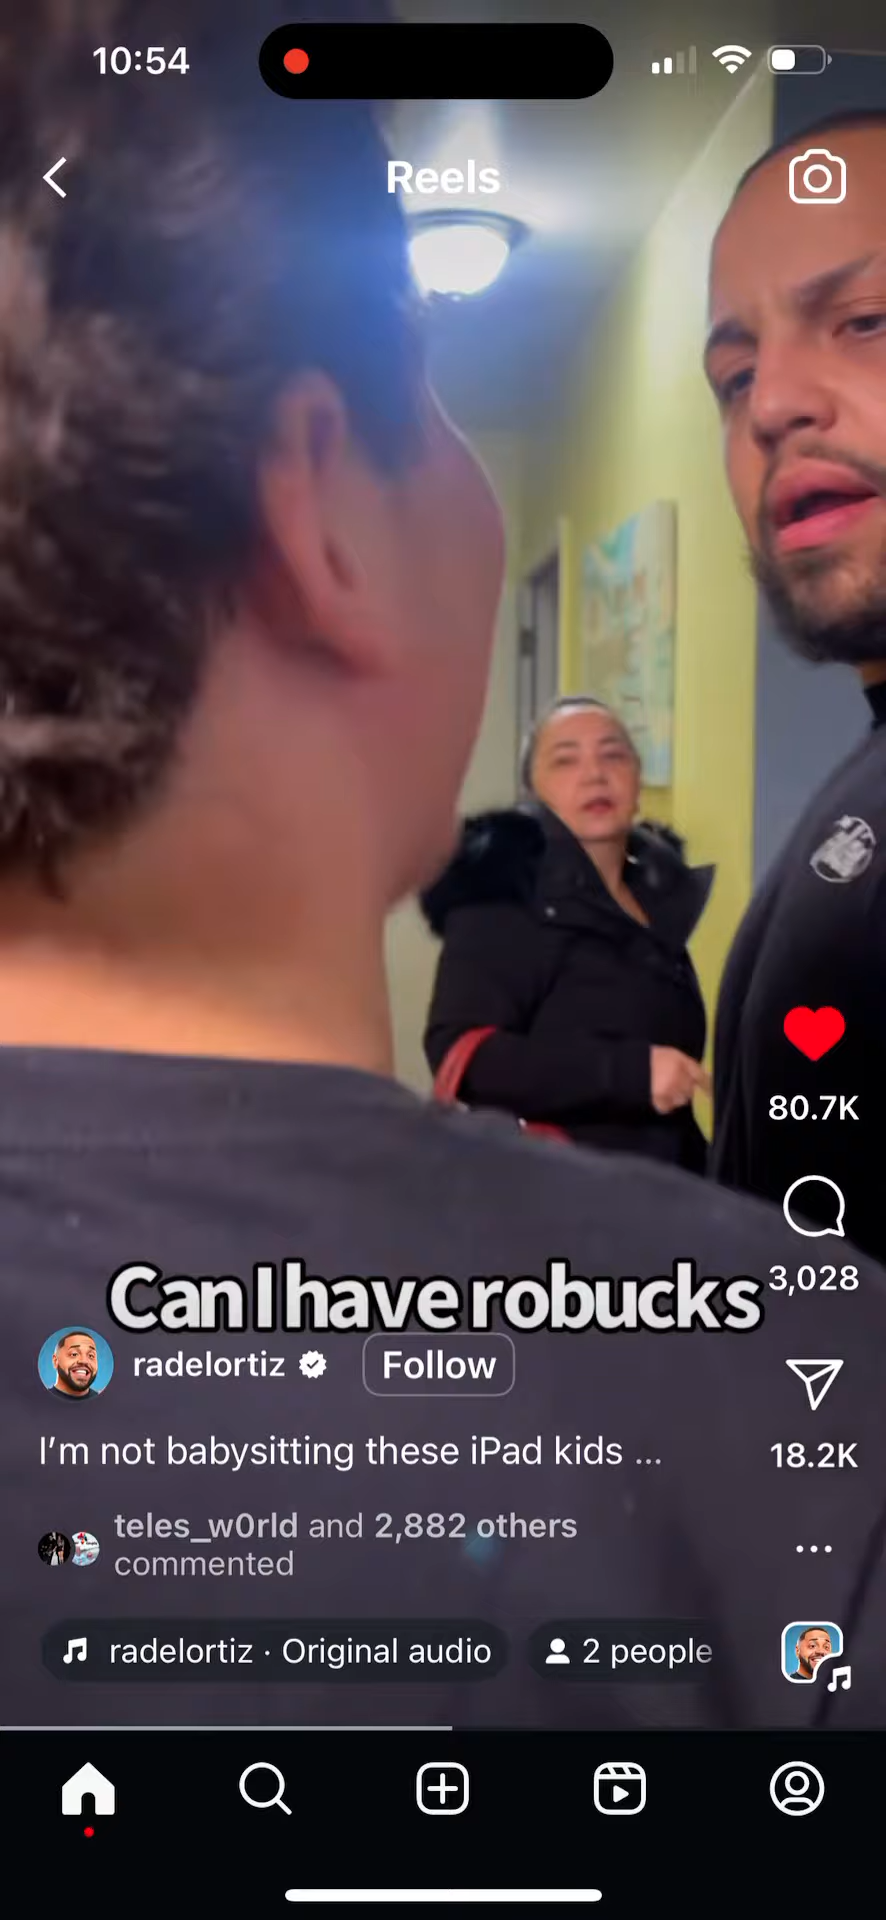 10:54
Reels
80.7K
3,028
Can I have robucks
radelortiz
Follow
I'm not babysitting these iPad kids ...
18.2K
teles_w0rld and 2,882 others
commented
radelortiz · Original audio
2 people